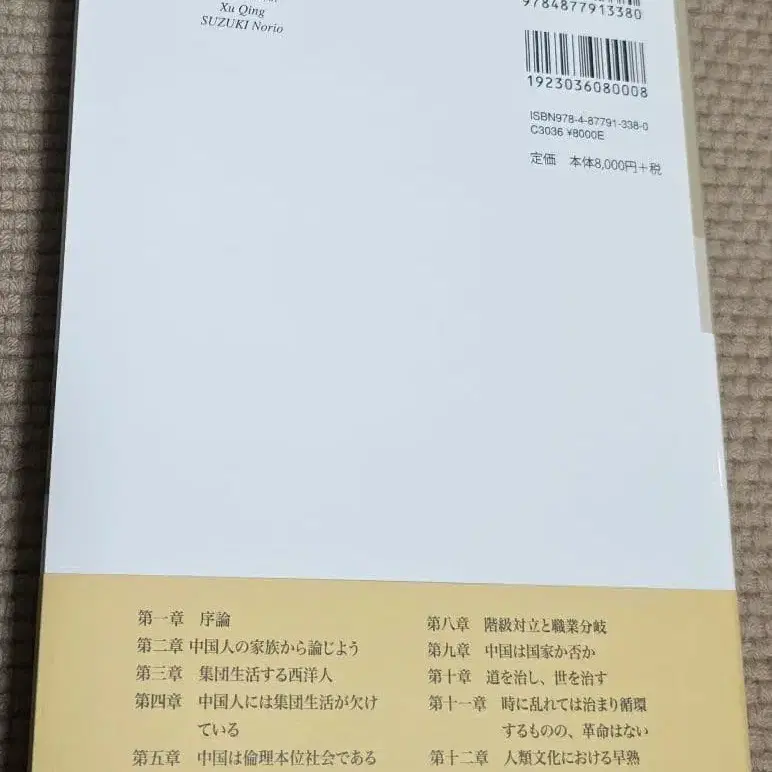 Xu Qing
SUZUKI Norio
9784877913380
1923036080008
ISBN978-4-87791-338-0
C3036 ¥8000E
定価 本体8,000円+税
第一章 序論
第二章 中国人の家族から論じよう
第三章 集団生活する西洋人
第四章 中国人には集団生活が欠け
ている
第五章 中国は倫理本位社会である
第八章 階級対立と職業分岐
第九章 中国は国家か否か
第十章 道を治し、世を治す
第十一章 時に乱れては治まり循環
するものの、革命はない
第十二章 人類文化における早熟